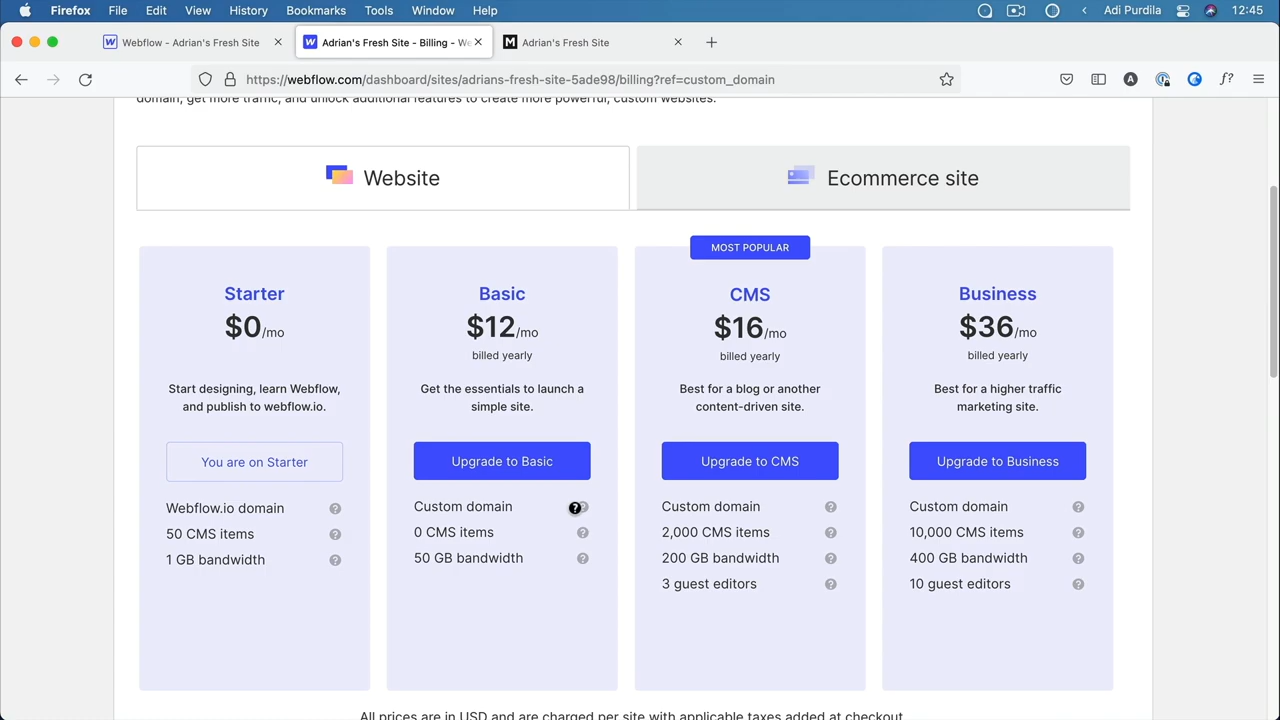 Firefox File Edit View History Bookmarks Tools Window Help Adi Purdila 12:45
Webflow - Adrian's Fresh Site
Adrian's Fresh Site - Billing - We
Adrian's Fresh Site
https://webflow.com/dashboard/sites/adrians-fresh-site-5ade98/billing?ref=custom_domain
domain, get more traffic, and unlock additional features to create more powerful, custom websites.
Website
Ecommerce site
Starter
$0/mo
Start designing, learn Webflow,
and publish to webflow.io.
You are on Starter
Webflow.io domain
50 CMS items
1 GB bandwidth
Basic
$12/mo
billed yearly
Get the essentials to launch a
simple site.
Upgrade to Basic
Custom domain
0 CMS items
50 GB bandwidth
MOST POPULAR
CMS
$16/mo
billed yearly
Best for a blog or another
content-driven site.
Upgrade to CMS
Custom domain
2,000 CMS items
200 GB bandwidth
3 guest editors
Business
$36/mo
billed yearly
Best for a higher traffic
marketing site.
Upgrade to Business
Custom domain
10,000 CMS items
400 GB bandwidth
10 guest editors
All prices are in USD and are charged per site with applicable taxes added at checkout